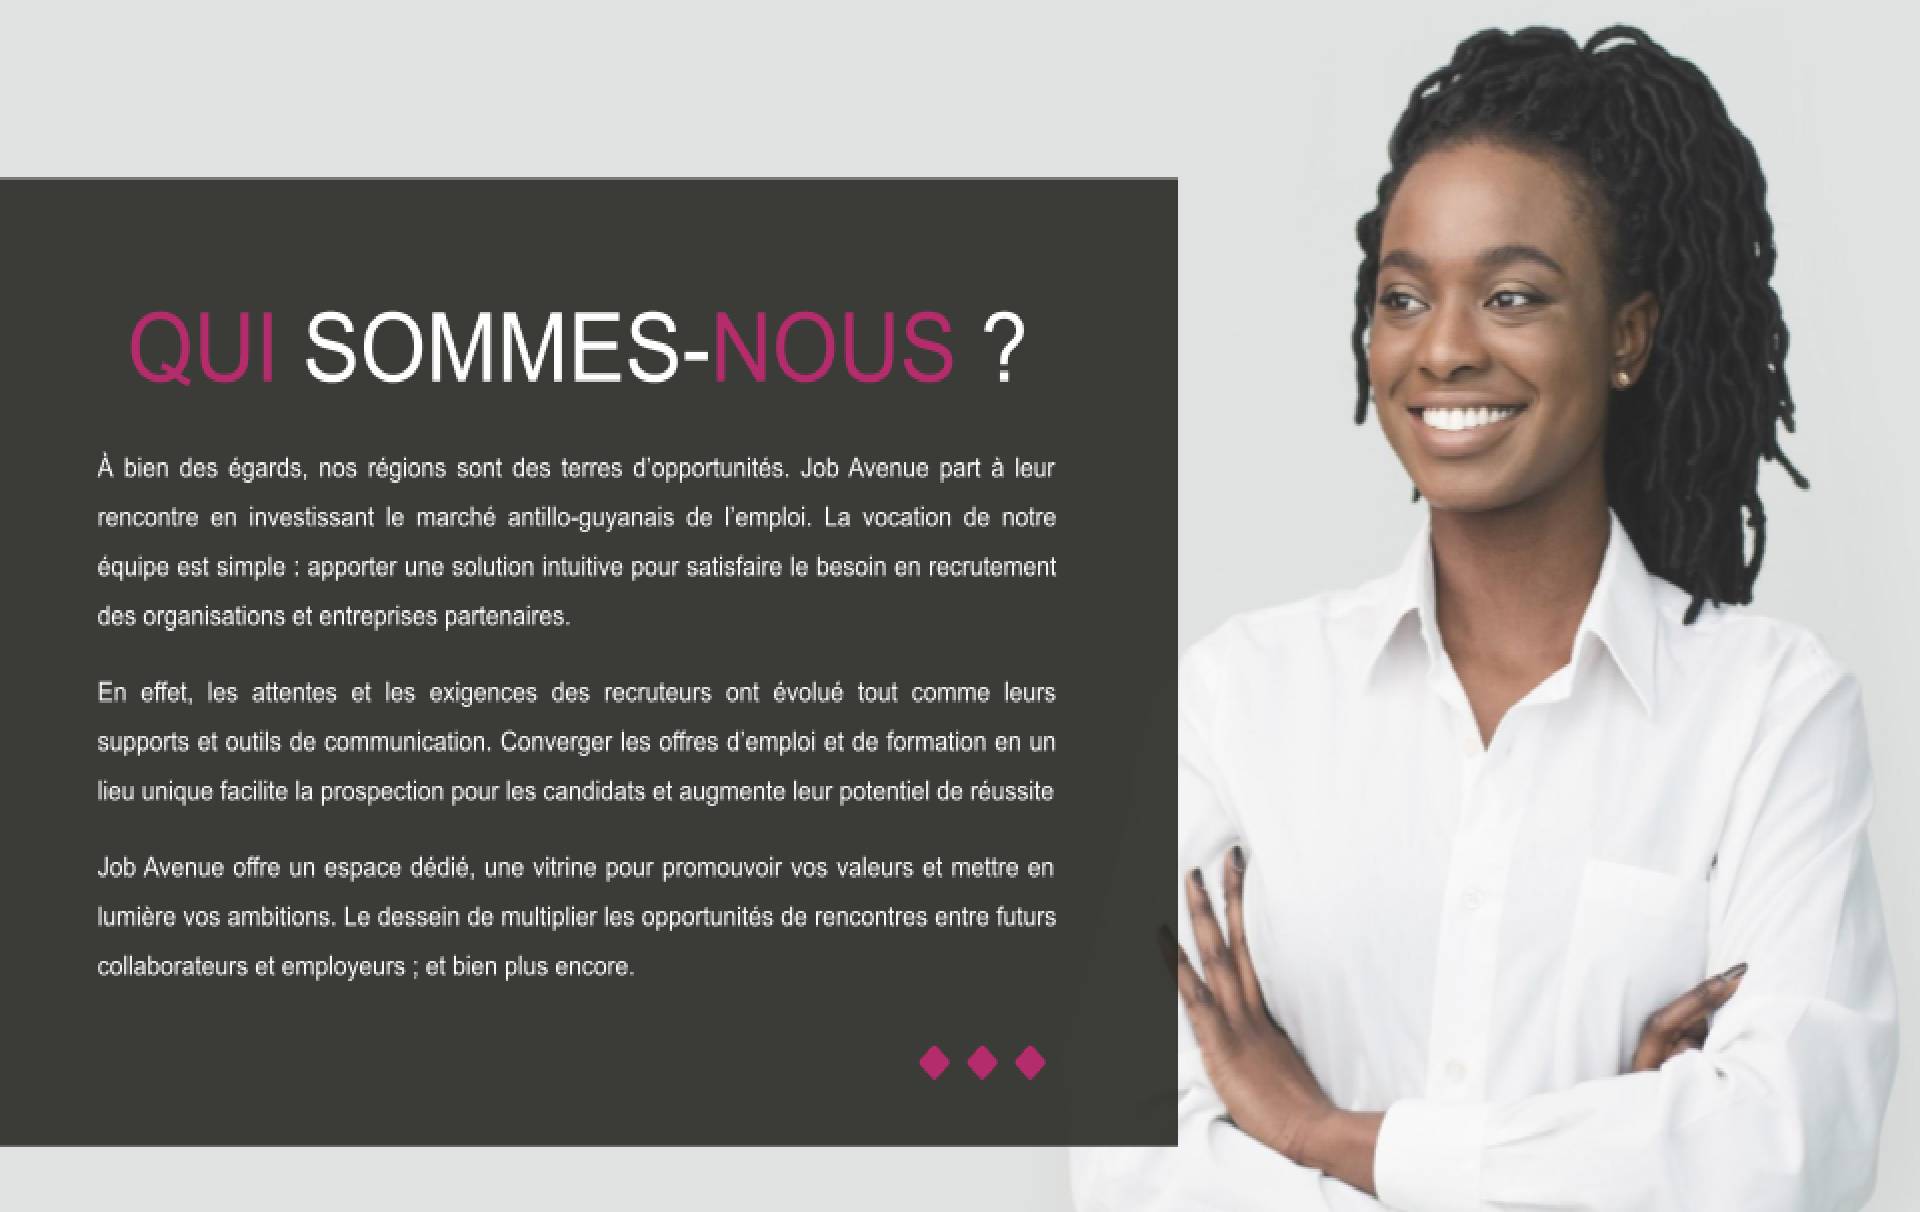 QUI SOMMES-NOUS ?
À bien des égards, nos régions sont des terres d’opportunités. Job Avenue part à leur
rencontre en investissant le marché antillo-guyanais de l’emploi. La vocation de notre
équipe est simple : apporter une solution intuitive pour satisfaire le besoin en recrutement
des organisations et entreprises partenaires.
En effet, les attentes et les exigences des recruteurs ont évolué tout comme leurs
supports et outils de communication. Converger les offres d’emploi et de formation en un
lieu unique facilite la prospection pour les candidats et augmente leur potentiel de réussite
Job Avenue offre un espace dédié, une vitrine pour promouvoir vos valeurs et mettre en
lumière vos ambitions. Le dessein de multiplier les opportunités de rencontres entre futurs
collaborateurs et employeurs ; et bien plus encore.